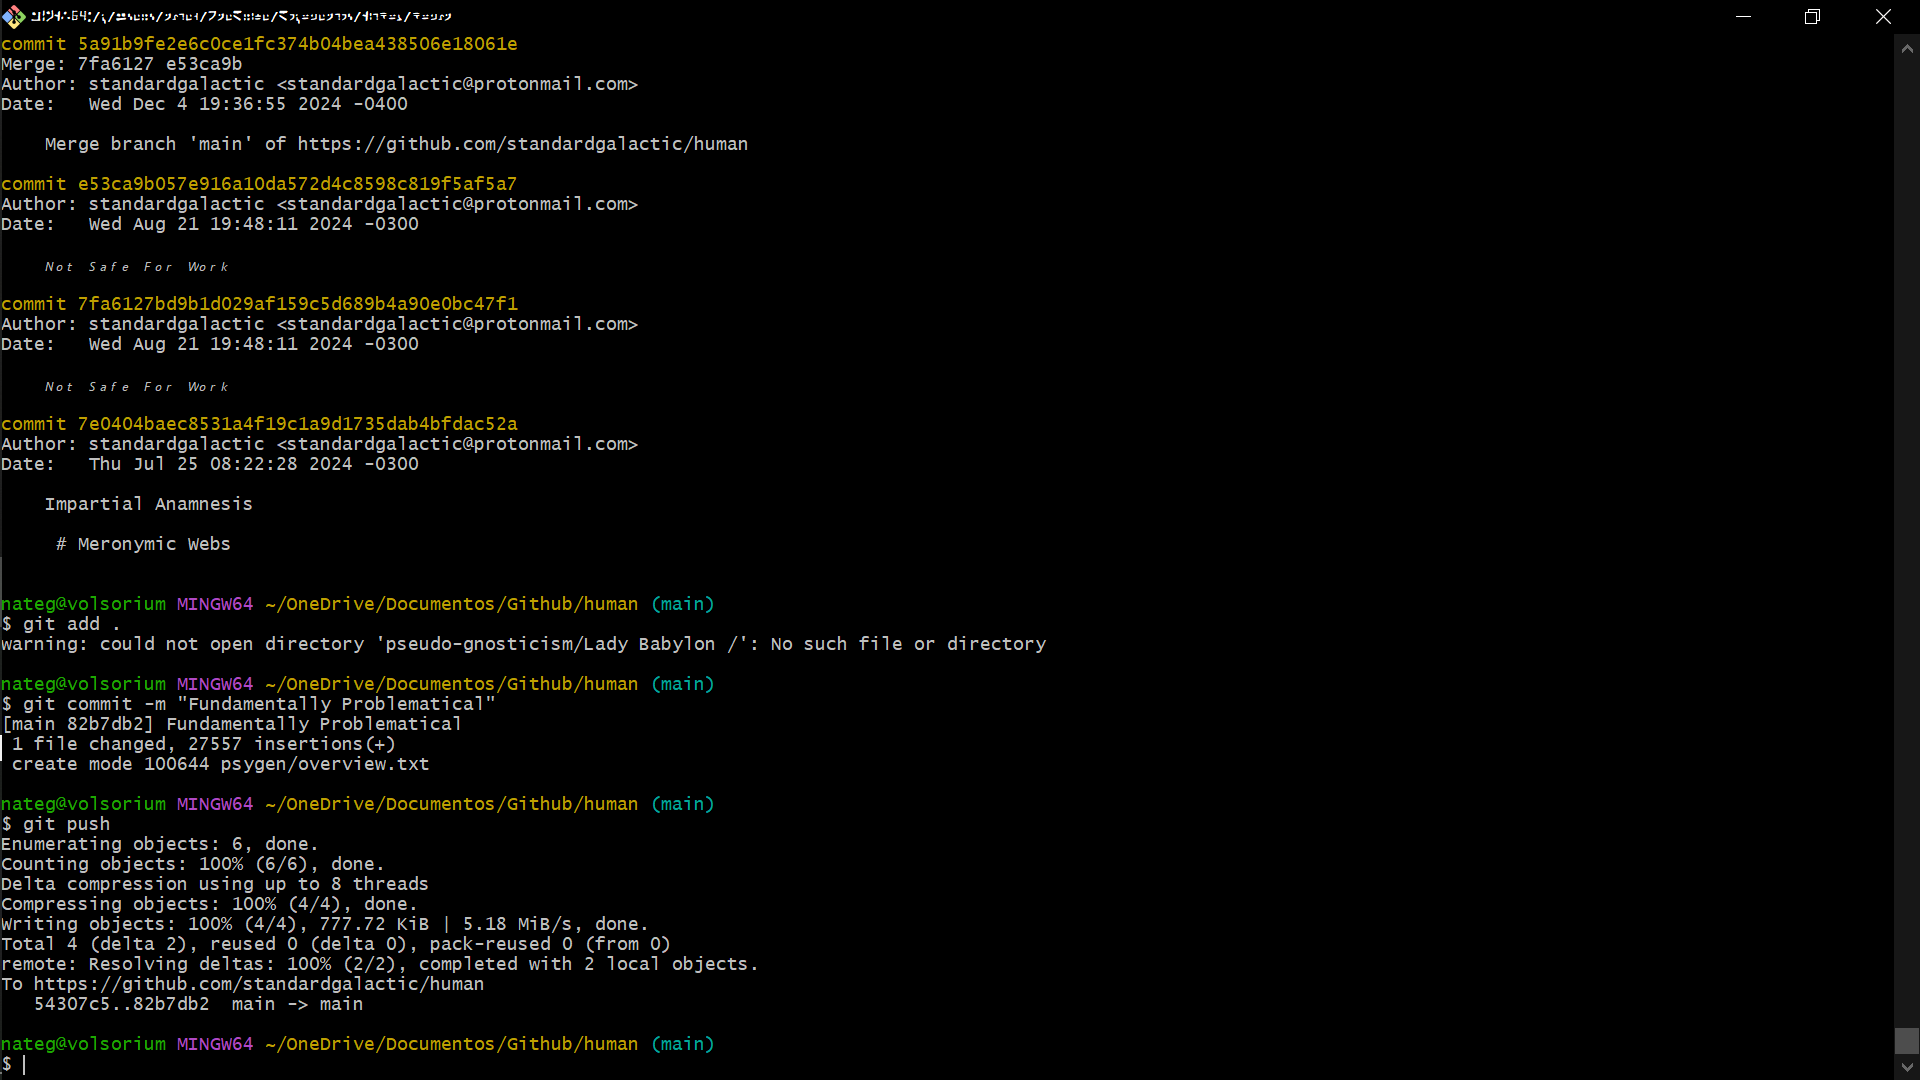 commit 5a91b9fe2e6c0ce1fc374b04bea438506e18061e
Merge: 7fa6127 e53ca9b
Author: standardgalactic <standardgalactic@protonmail.com>
Date:   Wed Dec 4 19:36:55 2024 -0400
Merge branch 'main' of https://github.com/standardgalactic/human
commit e53ca9b057e916a10da572d4c8598c819f5af5a7
Author: standardgalactic <standardgalactic@protonmail.com>
Date:   Wed Aug 21 19:48:11 2024 -0300
Not Safe For Work
commit 7fa6127bd9b1d029af159c5d689b4a90e0bc47f1
Author: standardgalactic <standardgalactic@protonmail.com>
Date:   Wed Aug 21 19:48:11 2024 -0300
Not Safe For Work
commit 7e0404baec8531a4f19c1a9d1735dab4bfdac52a
Author: standardgalactic <standardgalactic@protonmail.com>
Date:   Thu Jul 25 08:22:28 2024 -0300
Impartial Anamnesis
# Meronymic Webs
nateg@volsorium MINGW64 ~/OneDrive/Documentos/Github/human (main)
$ git add .
warning: could not open directory 'pseudo-gnosticism/Lady Babylon /': No such file or directory
nateg@volsorium MINGW64 ~/OneDrive/Documentos/Github/human (main)
$ git commit -m "Fundamentally Problematical"
[main 82b7db2] Fundamentally Problematical
1 file changed, 27557 insertions(+)
create mode 100644 psygen/overview.txt
nateg@volsorium MINGW64 ~/OneDrive/Documentos/Github/human (main)
$ git push
Enumerating objects: 6, done.
Counting objects: 100% (6/6), done.
Delta compression using up to 8 threads
Compressing objects: 100% (4/4), done.
Writing objects: 100% (4/4), 777.72 KiB | 5.18 MiB/s, done.
Total 4 (delta 2), reused 0 (delta 0), pack-reused 0 (from 0)
remote: Resolving deltas: 100% (2/2), completed with 2 local objects.
To https://github.com/standardgalactic/human
54307c5..82b7db2  main -> main
nateg@volsorium MINGW64 ~/OneDrive/Documentos/Github/human (main)
$